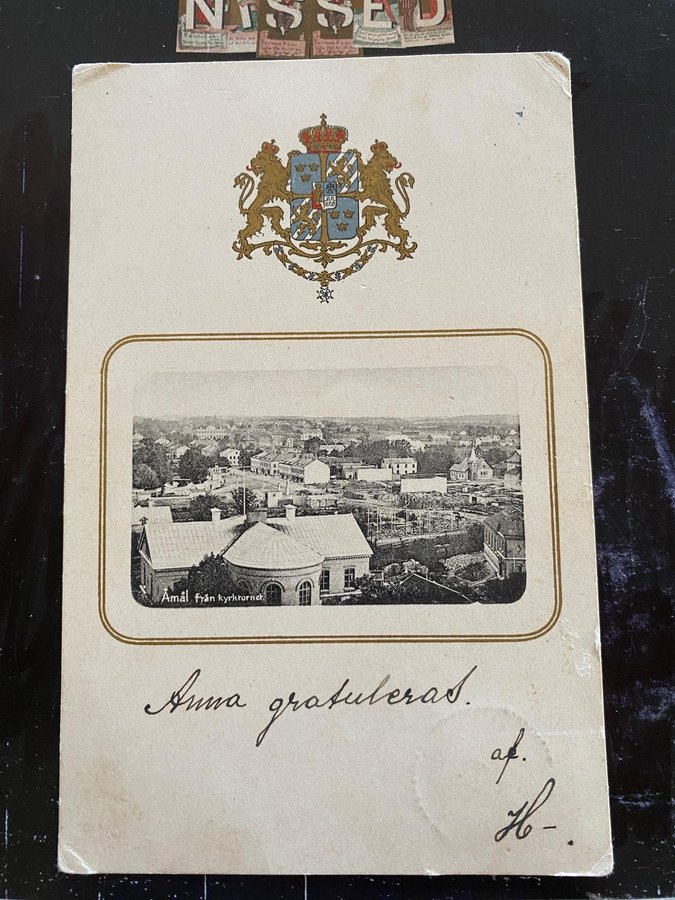 NISSED
Åmål från kyrktornet.
Anna gratuleras.
af.
H-.